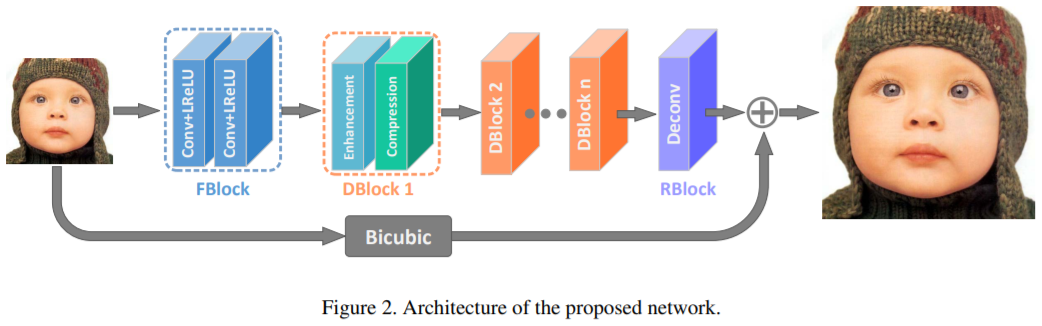 Conv+LReLU
Conv+LReLU
FBlock
Enhancement
Compression
DBlock 1
DBlock 2
DBlock n
Deconv
RBlock
Bicubic
Figure 2. Architecture of the proposed network.